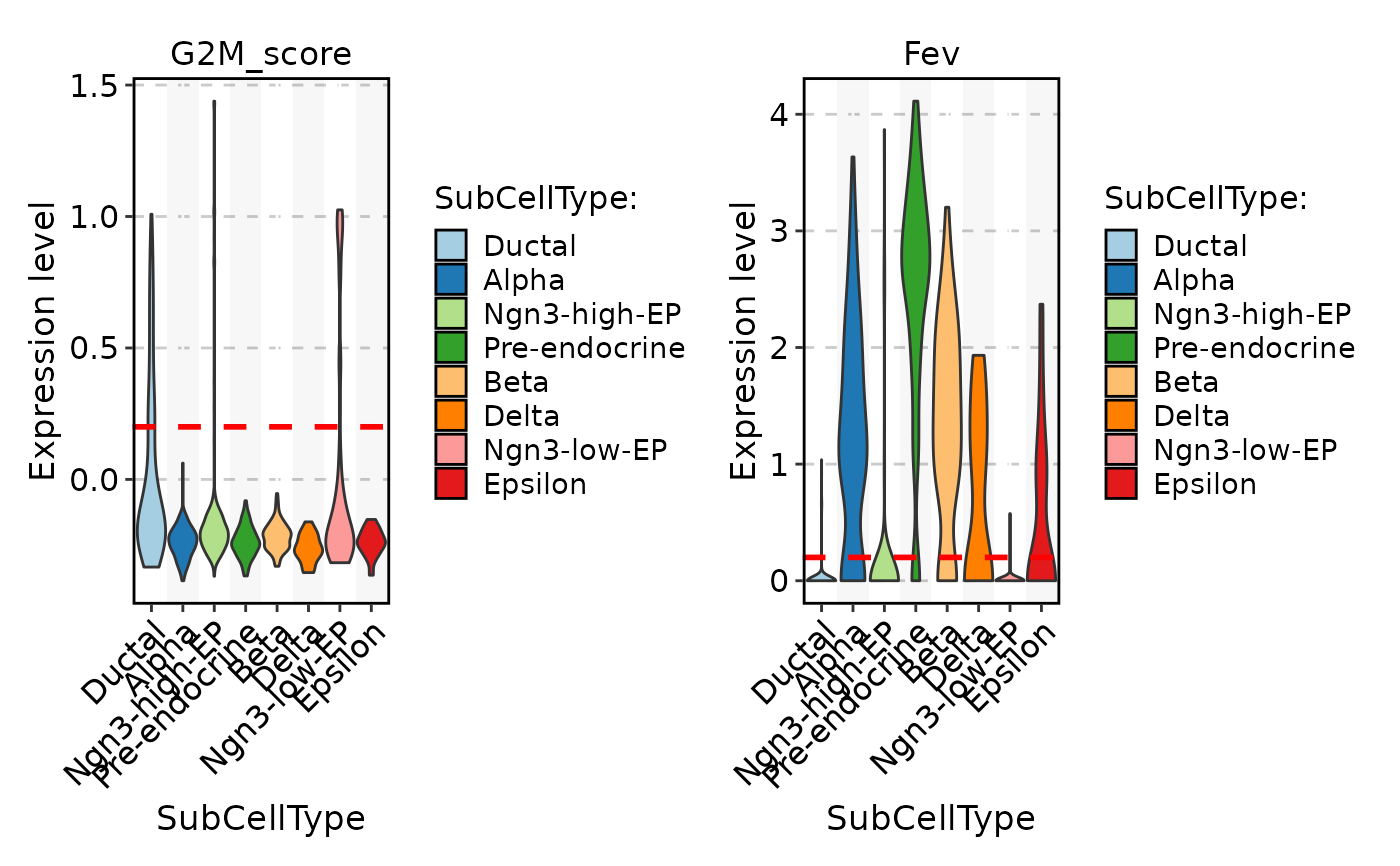 G2M_score
Expression level
1.5
1.0
0.5
0.0
Ductal
Alpha
Ngn3-high-EP
Pre-endocrine
Beta
Delta
Ngn3-low-EP
Epsilon
SubCellType
SubCellType:
Ductal
Alpha
Ngn3-high-EP
Pre-endocrine
Beta
Delta
Ngn3-low-EP
Epsilon
Fev
Expression level
4
3
2
1
0
Ductal
Alpha
Ngn3-high-EP
Pre-endocrine
Beta
Delta
Ngn3-low-EP
Epsilon
SubCellType
SubCellType:
Ductal
Alpha
Ngn3-high-EP
Pre-endocrine
Beta
Delta
Ngn3-low-EP
Epsilon